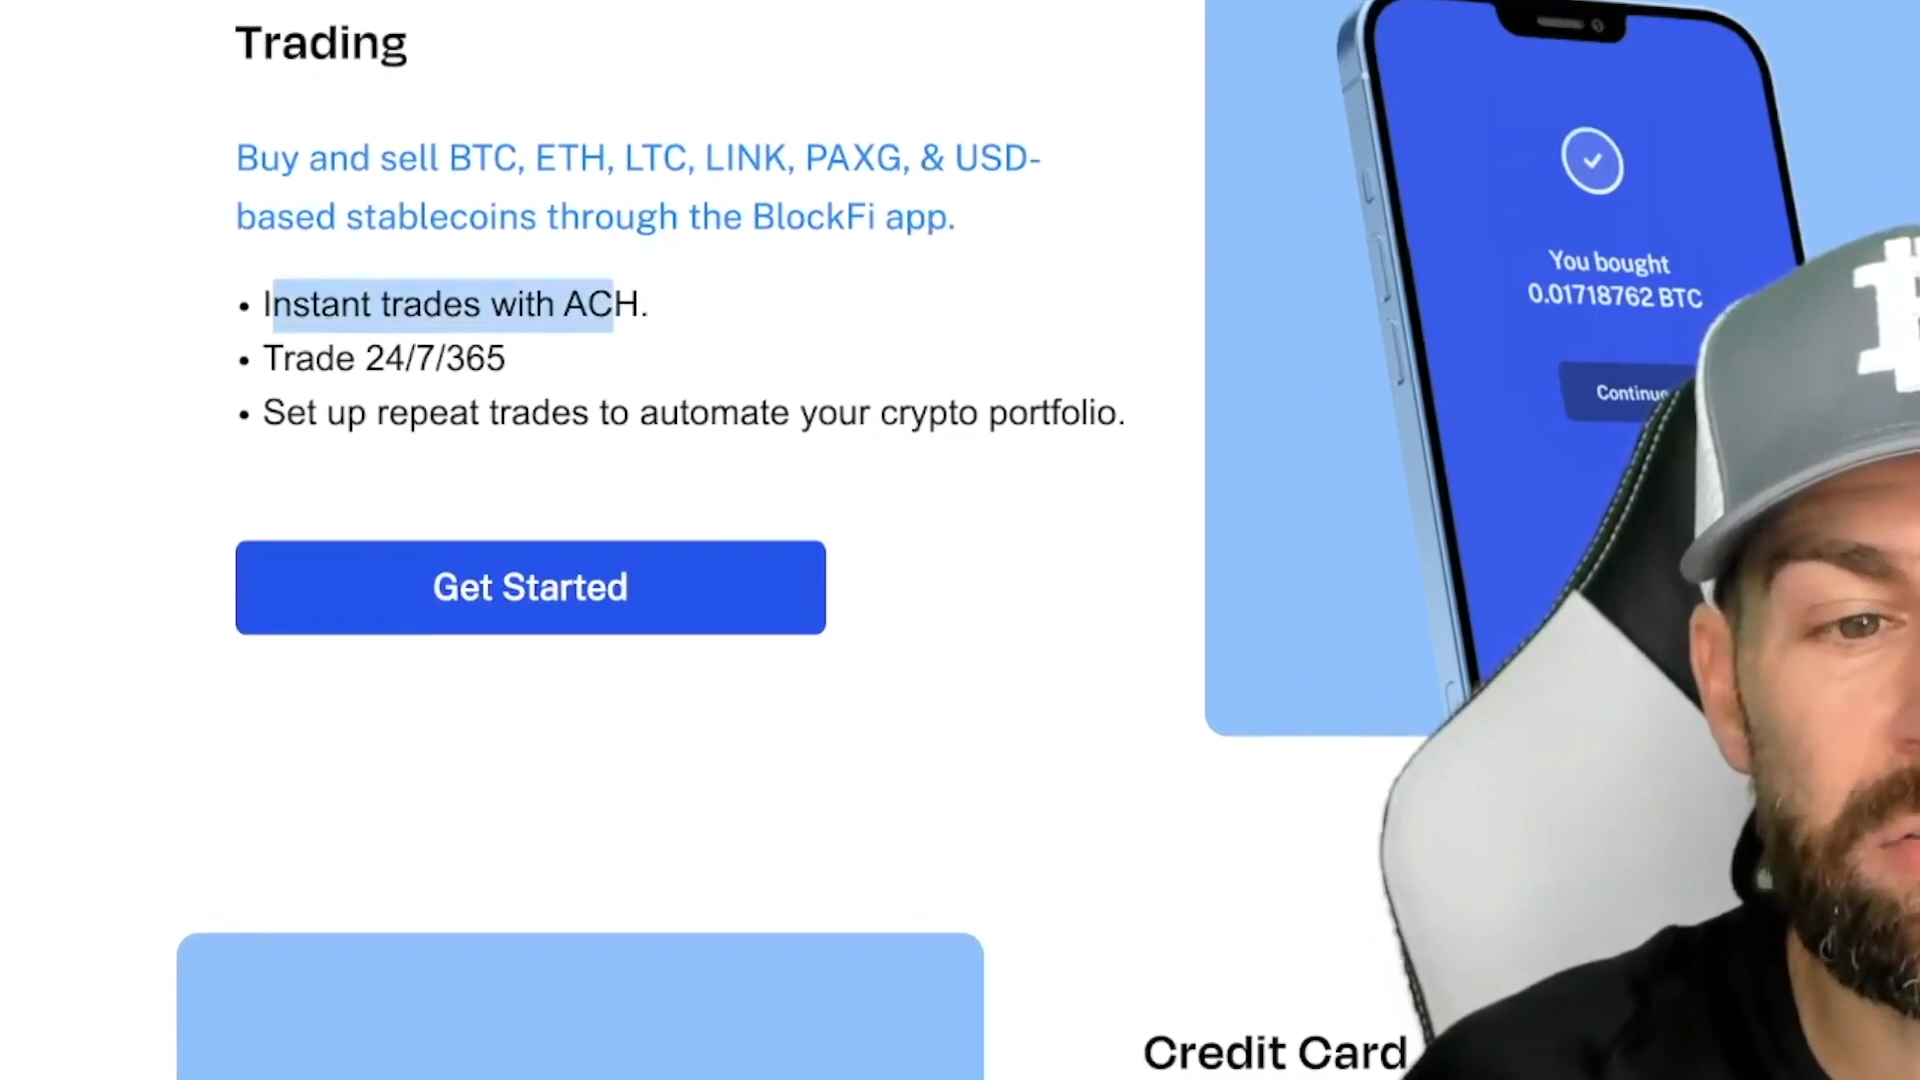 Trading
Buy and sell BTC, ETH, LTC, LINK, PAXG, & USD-
based stablecoins through the BlockFi app.
• Instant trades with ACH.
• Trade 24/7/365
• Set up repeat trades to automate your crypto portfolio.
Get Started
You bought
0.01718762 BTC
Continue
Credit Card